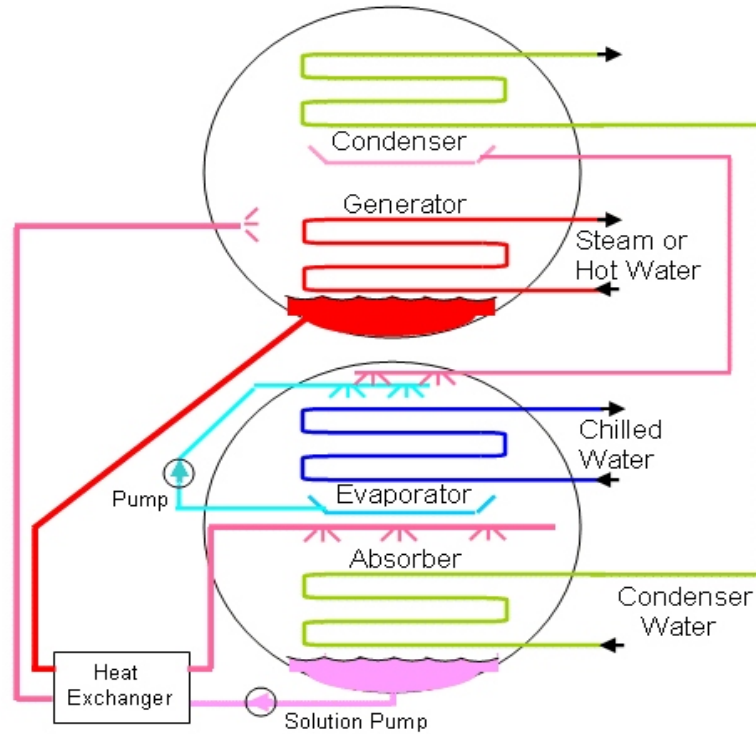 Condenser
Generator
Steam or
Hot Water
Chilled
Water
Pump
Evaporator
Absorber
Condenser
Water
Heat
Exchanger
Solution Pump